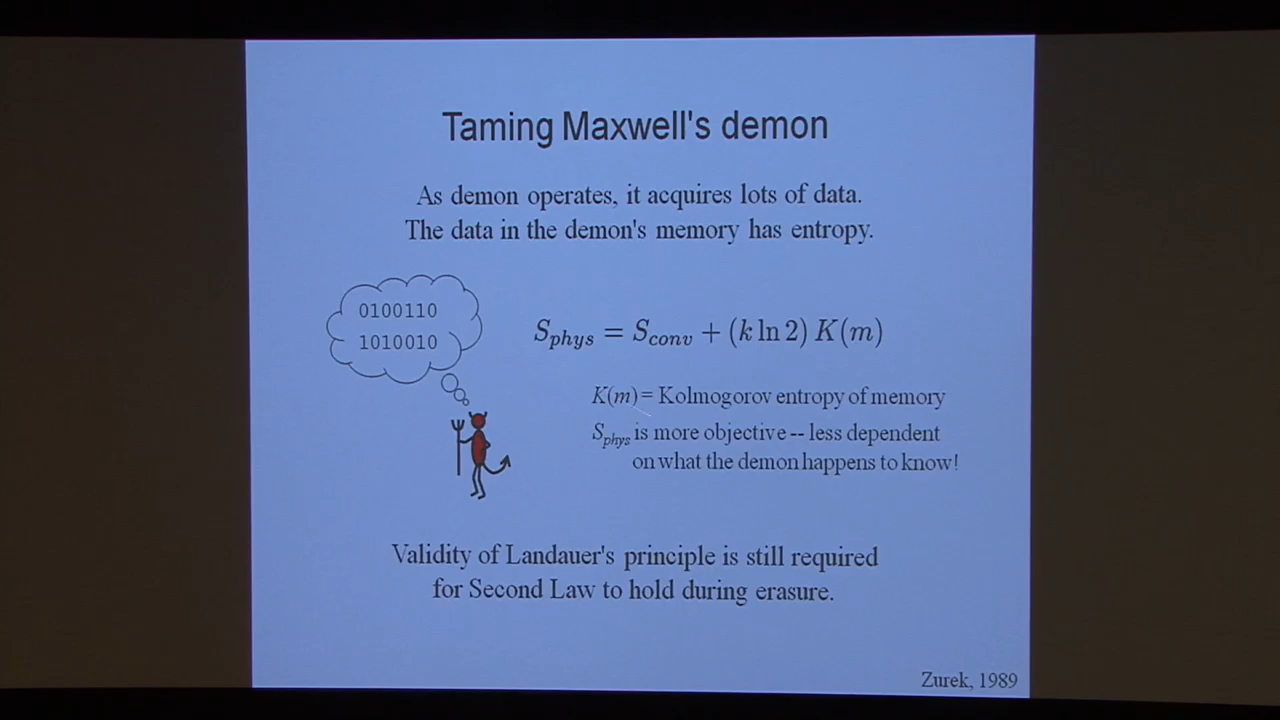 Taming Maxwell's demon
As demon operates, it acquires lots of data.
The data in the demon's memory has entropy.
0100110
1010010
S_phys = S_conv + (k ln 2) K(m)
K(m) = Kolmogorov entropy of memory
S_phys is more objective -- less dependent
on what the demon happens to know!
Validity of Landauer's principle is still required
for Second Law to hold during erasure.
Zurek, 1989